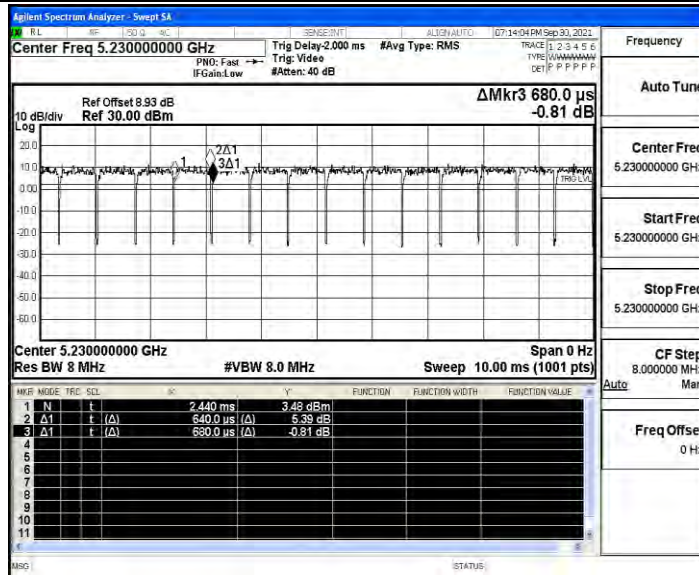 Agilent Spectrum Analyzer - Swept SA
RL RF 50 Ω AC SENSE:INT ALIGNAUTO 07:14:04 PM Sep 30, 2021
Center Freq 5.230000000 GHz
PNO: Fast
IFGain:Low
Trig Delay-2.000 ms
Trig: Video
#Atten: 40 dB
#Avg Type: RMS
TRACE 1 2 3 4 5 6
TYPE WWWWWW
DET P P P P P P
ΔMkr3 680.0 µs
-0.81 dB
Ref Offset 8.93 dB
10 dB/div Ref 30.00 dBm
Log
20.0
10.0
0.00
-10.0
-20.0
-30.0
-40.0
-50.0
-60.0
1
2Δ1
3Δ1
TRIG LVL
Center 5.230000000 GHz Span 0 Hz
Res BW 8 MHz #VBW 8.0 MHz Sweep 10.00 ms (1001 pts)
MKR MODE TRC SCL X Y FUNCTION FUNCTION WIDTH FUNCTION VALUE
1 N t 2.440 ms 3.48 dBm
2 Δ1 t (Δ) 640.0 µs (Δ) 5.39 dB
3 Δ1 t (Δ) 680.0 µs (Δ) -0.81 dB
4
5
6
7
8
9
10
11
MSG STATUS
Frequency
Auto Tune
Center Freq
5.230000000 GHz
Start Freq
5.230000000 GHz
Stop Freq
5.230000000 GHz
CF Step
8.000000 MHz
Auto Man
Freq Offset
0 Hz